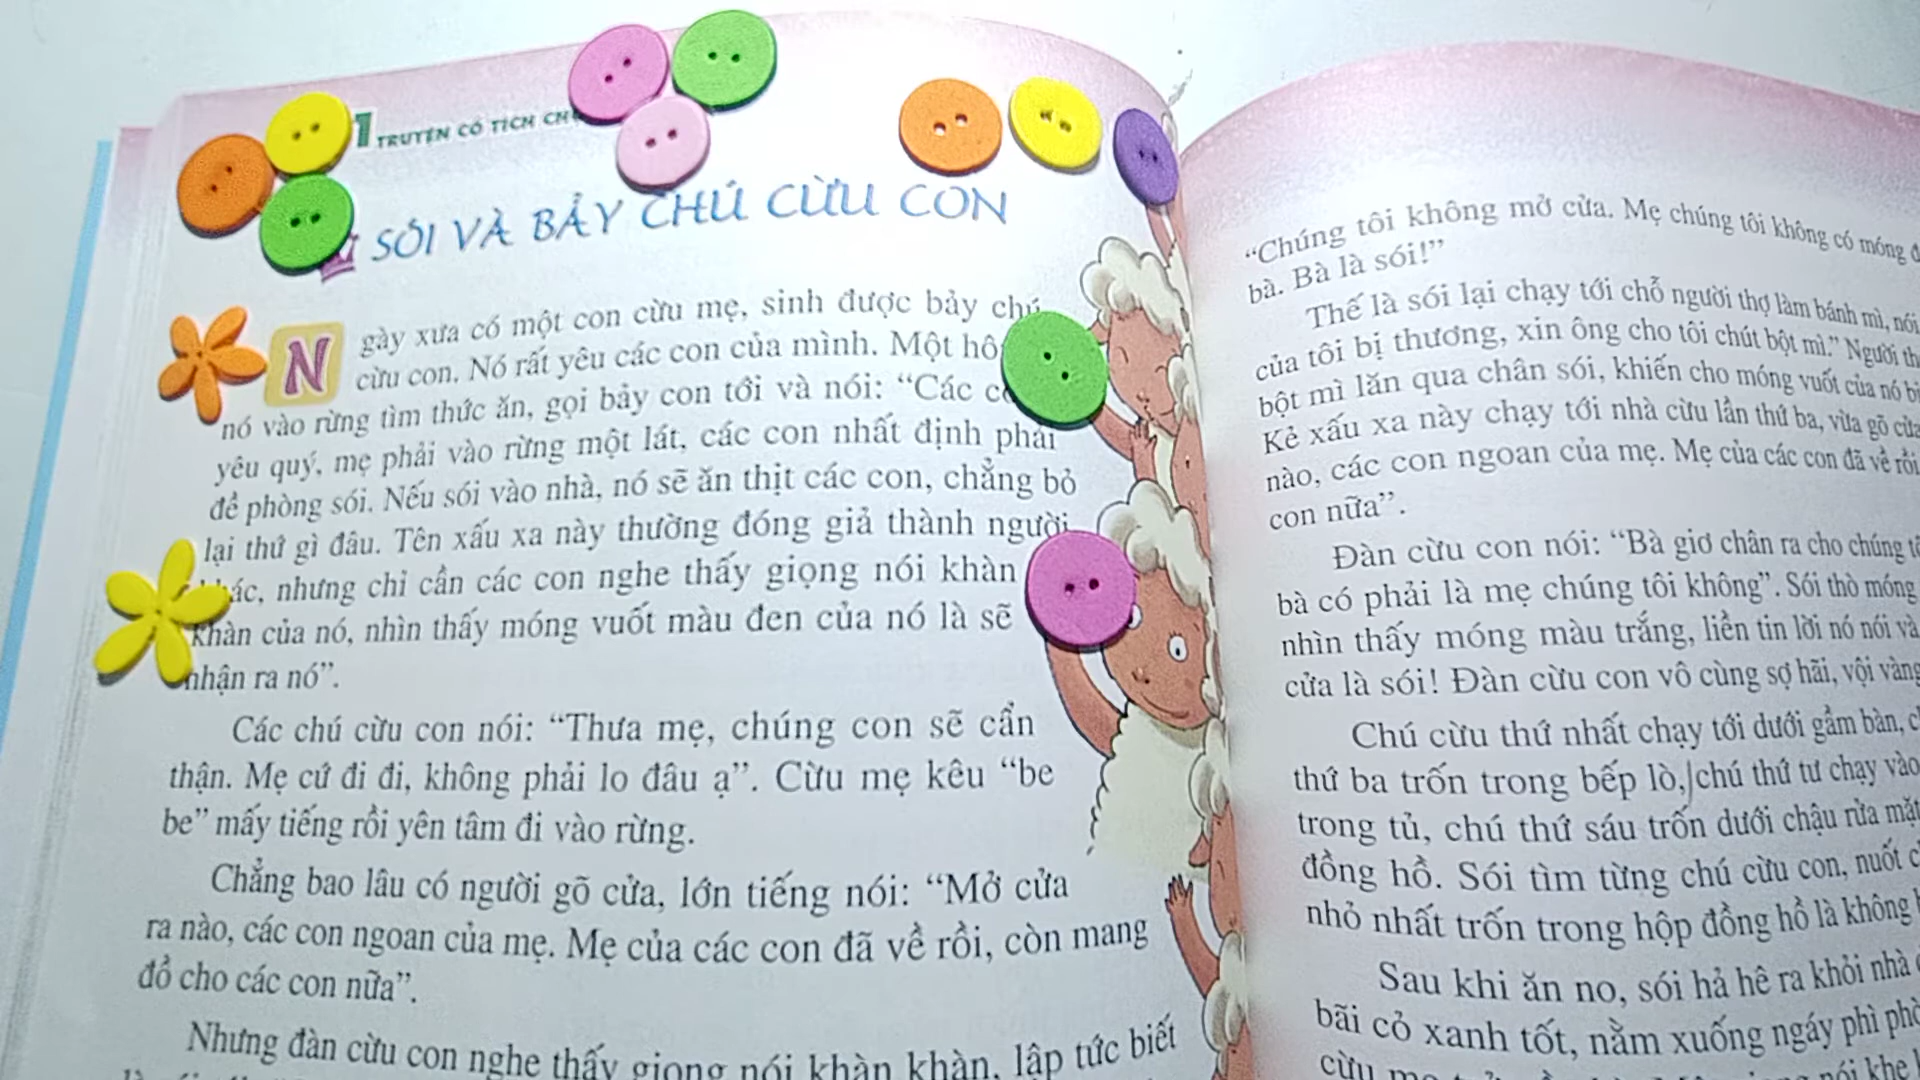 1 TRUYỆN CỔ TÍCH
SÓI VÀ BẢY CHÚ CỪU CON
Ngày xưa có một con cừu mẹ, sinh được bảy chú
cừu con. Nó rất yêu các con của mình. Một
nó vào rừng tìm thức ăn, gọi bảy con tới và nói: “Các
yêu quý, mẹ phải vào rừng một lát, các con nhất định phải
đề phòng sói. Nếu sói vào nhà, nó sẽ ăn thịt các con, chẳng bỏ
lại thứ gì đâu. Tên xấu xa này thường đóng giả thành người
nhưng chỉ cần các con nghe thấy giọng nói khàn
khàn của nó, nhìn thấy móng vuốt màu đen của nó là sẽ
nhận ra nó”.
Các chú cừu con nói: “Thưa mẹ, chúng con sẽ cẩn
thận. Mẹ cứ đi đi, không phải lo đâu ạ”. Cừu mẹ kêu “be
be” mấy tiếng rồi yên tâm đi vào rừng.
Chẳng bao lâu có người gõ cửa, lớn tiếng nói: “Mở cửa
ra nào, các con ngoan của mẹ. Mẹ của các con đã về rồi, còn mang
đồ cho các con nữa”.
Nhưng đàn cừu con nghe thấy giọng nói khàn khàn, lập tức biết
“Chúng tôi không mở cửa. Mẹ chúng tôi không có móng
bà. Bà là sói!”
Thế là sói lại chạy tới chỗ người thợ làm bánh mì, nói
của tôi bị thương, xin ông cho tôi chút bột mì.” Người
bột mì lăn qua chân sói, khiến cho móng vuốt của nó
Kẻ xấu xa này chạy tới nhà cừu lần thứ ba, vừa gõ cửa
nào, các con ngoan của mẹ. Mẹ của các con đã về rồi
con nữa”.
Đàn cừu con nói: “Bà giơ chân ra cho chúng
bà có phải là mẹ chúng tôi không”. Sói thò móng
nhìn thấy móng màu trắng, liền tin lời nó nói và
cửa là sói! Đàn cừu con vô cùng sợ hãi, vội vàng
Chú cừu thứ nhất chạy tới dưới gầm bàn,
thứ ba trốn trong bếp lò, chú thứ tư chạy vào
trong tủ, chú thứ sáu trốn dưới chậu rửa mặt
đồng hồ. Sói tìm từng chú cừu con, nuốt
nhỏ nhất trốn trong hộp đồng hồ là không
Sau khi ăn no, sói hả hê ra khỏi nhà
bãi cỏ xanh tốt, nằm xuống ngáy phì
cừu